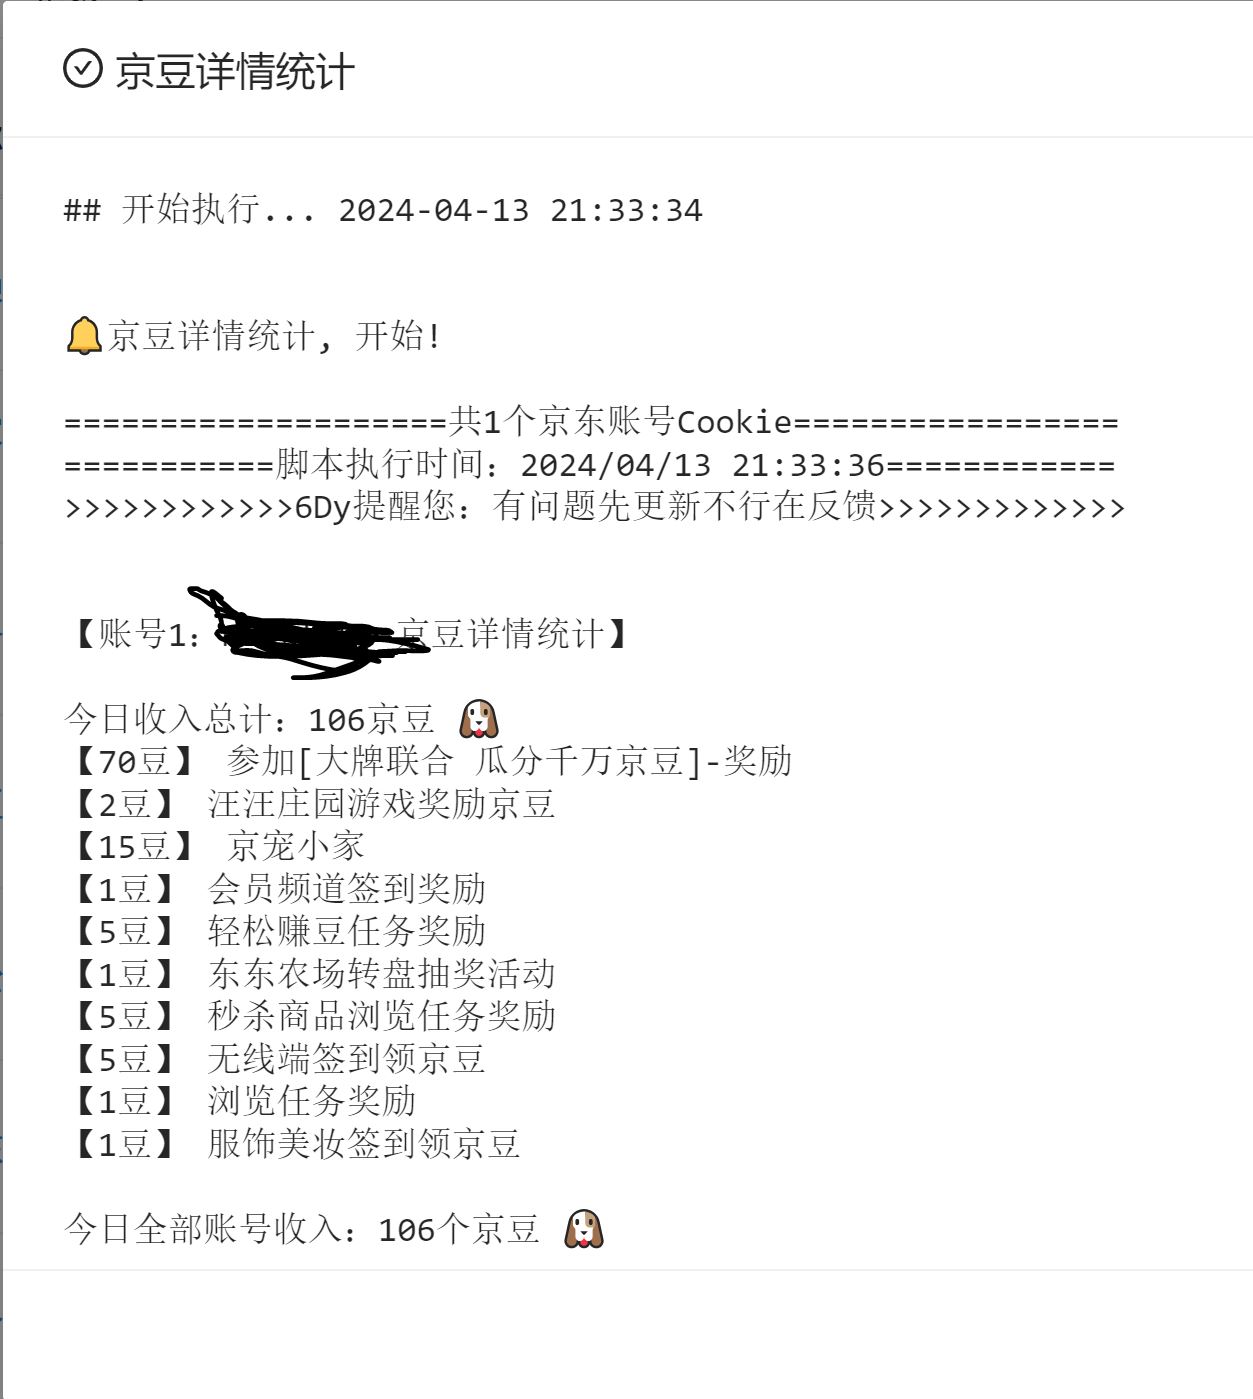 京豆详情统计
## 开始执行... 2024-04-13 21:33:34
🔔京豆详情统计, 开始!
====================共1个京东账号Cookie=================
===========脚本执行时间：2024/04/13 21:33:36============
>>>>>>>>>>>>6Dy提醒您：有问题先更新不行在反馈>>>>>>>>>>>>>
【账号1：京豆详情统计】
今日收入总计：106京豆 🐶
【70豆】 参加[大牌联合 瓜分千万京豆]-奖励
【2豆】 汪汪庄园游戏奖励京豆
【15豆】 京宠小家
【1豆】 会员频道签到奖励
【5豆】 轻松赚豆任务奖励
【1豆】 东东农场转盘抽奖活动
【5豆】 秒杀商品浏览任务奖励
【5豆】 无线端签到领京豆
【1豆】 浏览任务奖励
【1豆】 服饰美妆签到领京豆
今日全部账号收入：106个京豆 🐶